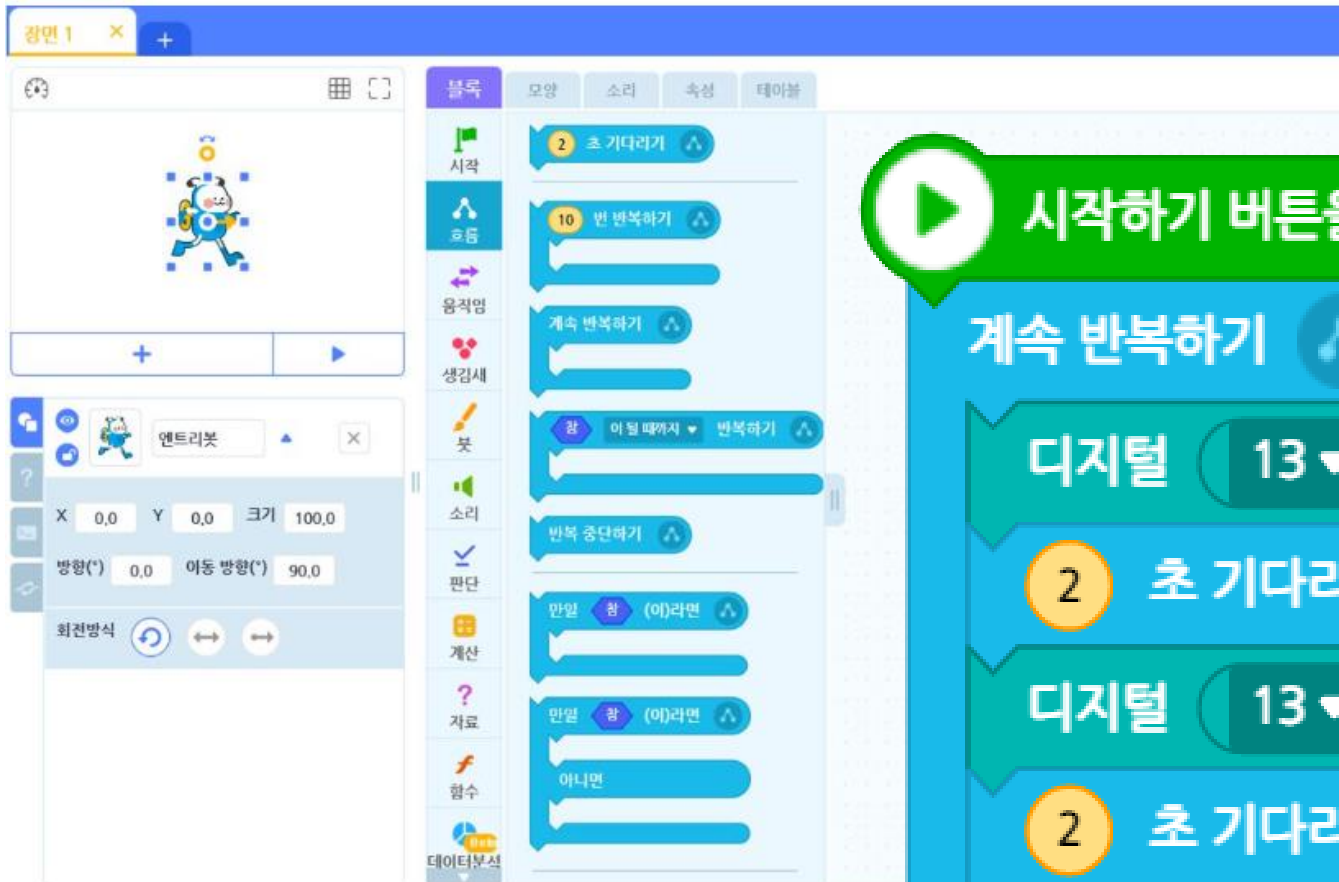 장면 1
블록
모양
소리
속성
테이블
시작
흐름
움직임
생김새
붓
소리
판단
계산
자료
함수
데이터분석
2 초 기다리기
10 번 반복하기
계속 반복하기
참 이 될 때까지 반복하기
반복 중단하기
만일 참 (이)라면
만일 참 (이)라면
아니면
엔트리봇
X 0.0 Y 0.0 크기 100.0
방향(°) 0.0 이동 방향(°) 90.0
회전방식
시작하기 버튼을
계속 반복하기
디지털 13
2 초 기다리
디지털 13
2 초 기다리